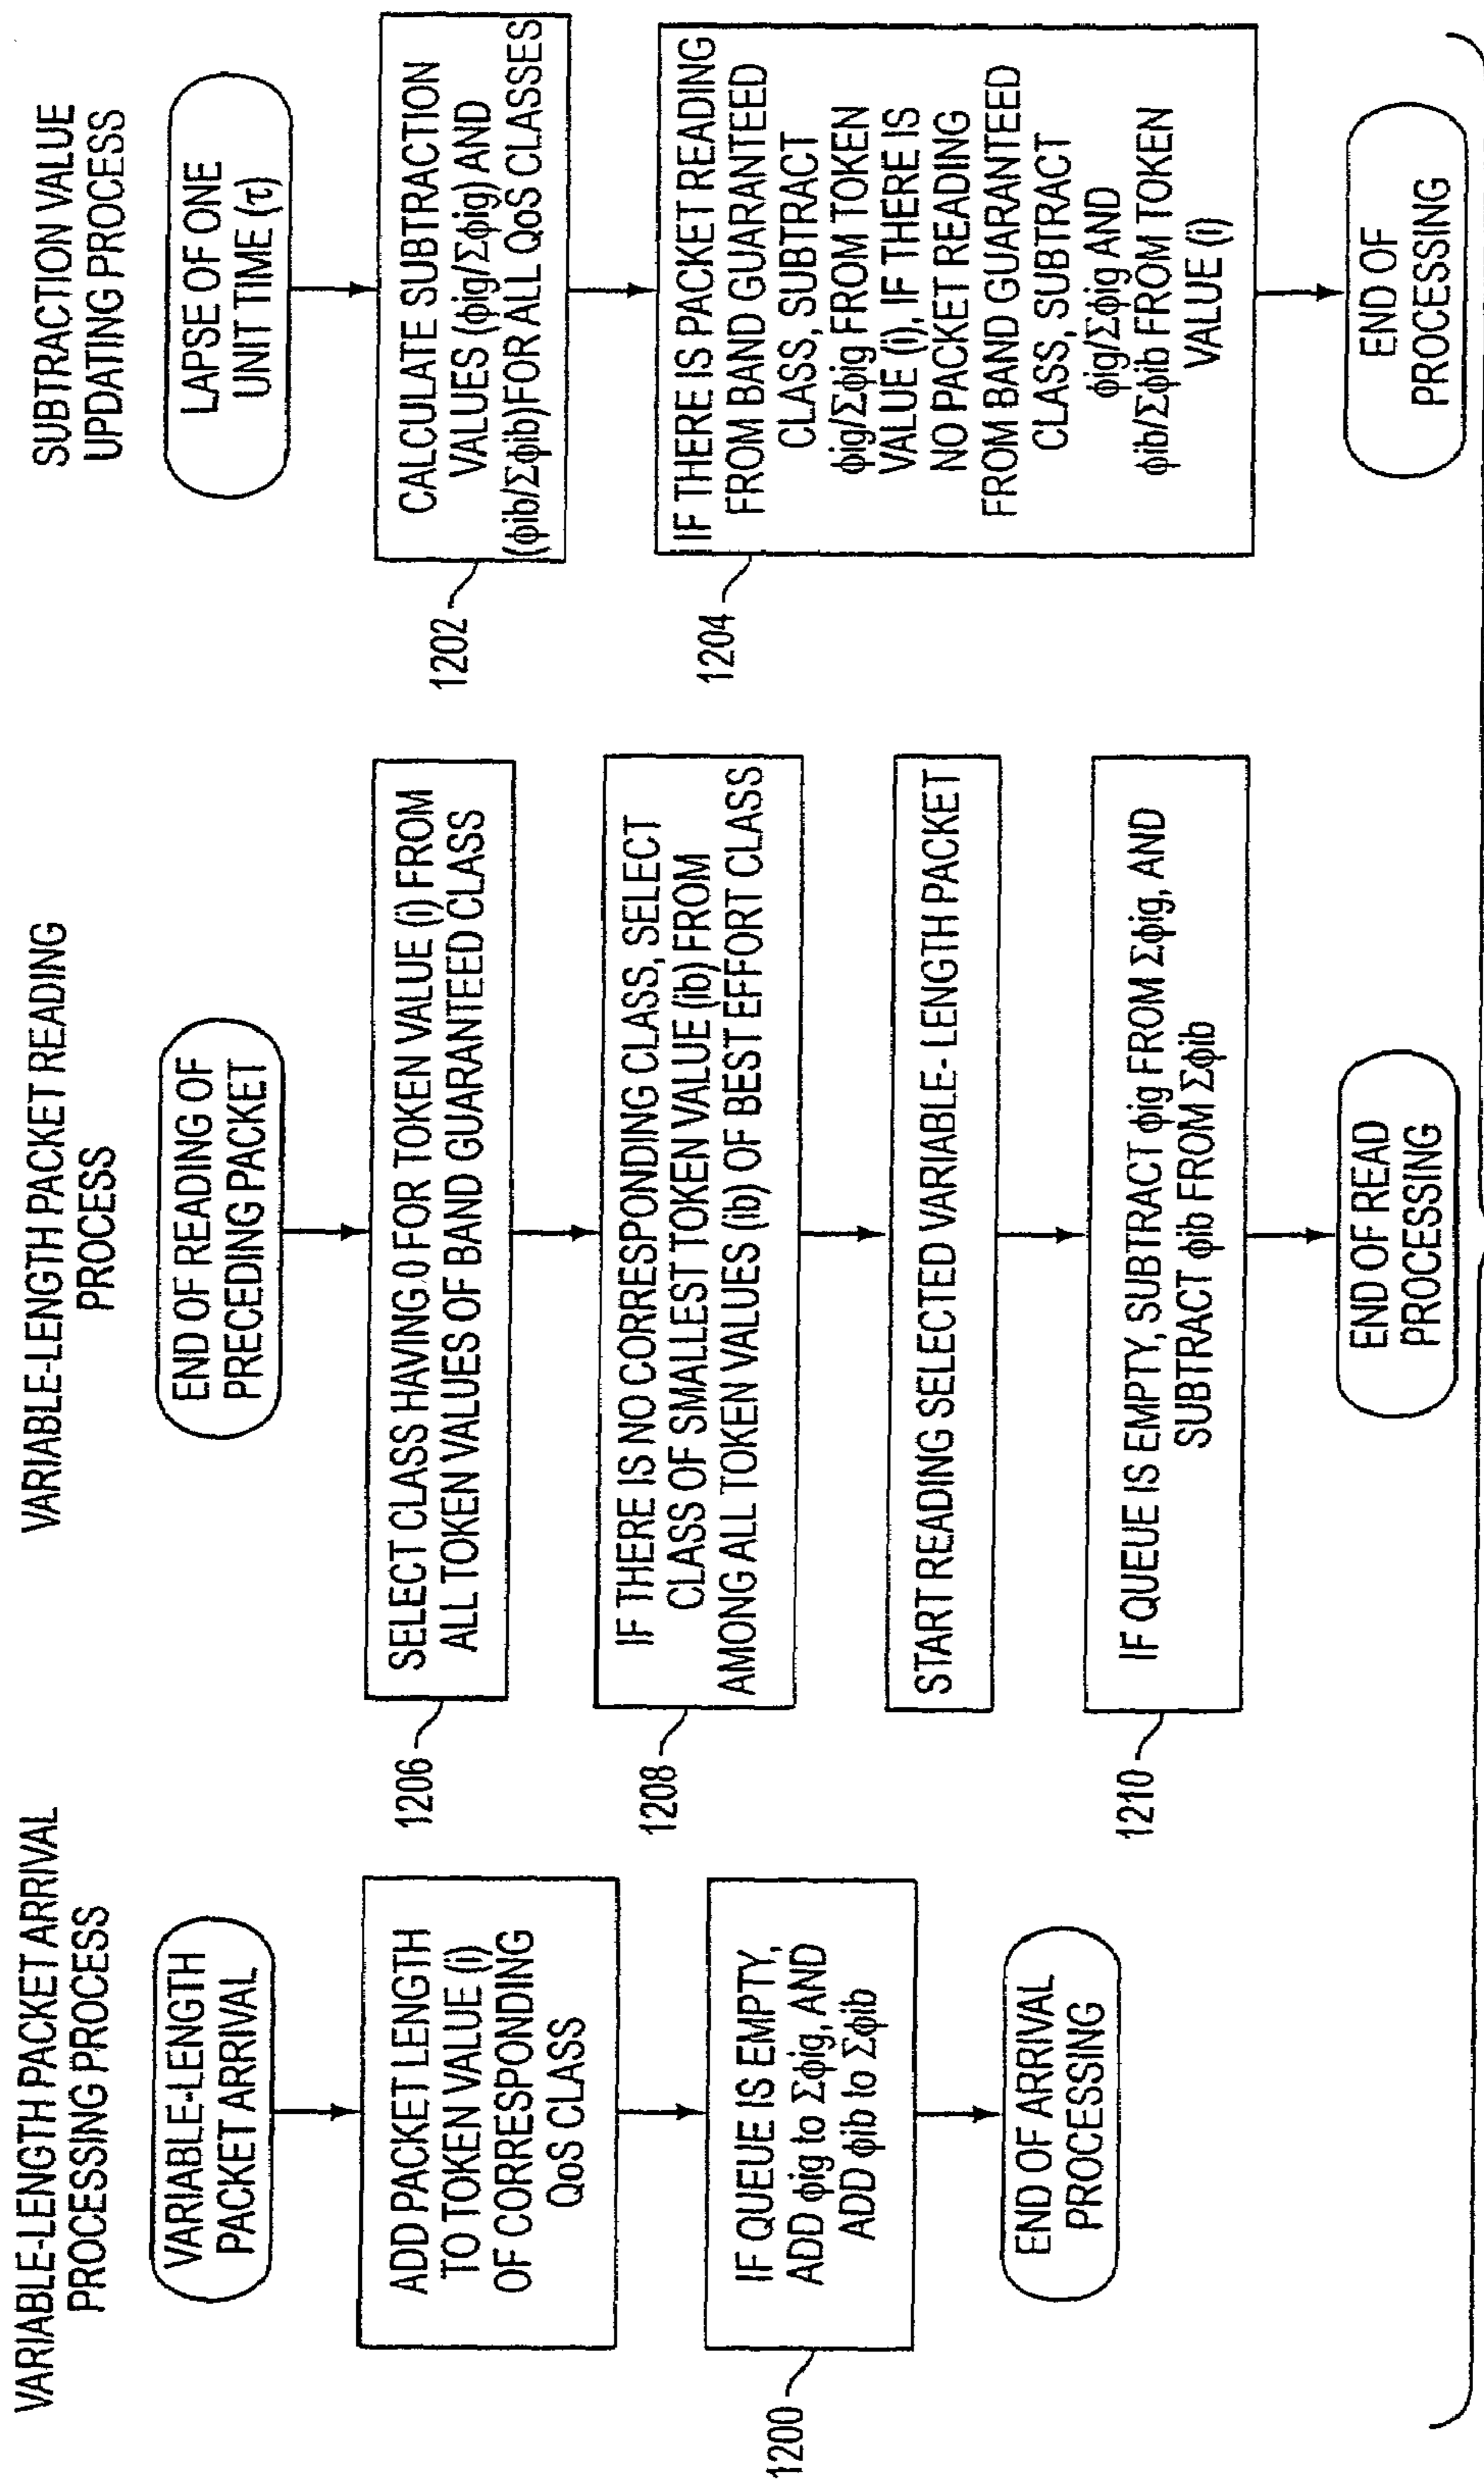 VARIABLE-LENGTH PACKET ARRIVAL
PROCESSING PROCESS
VARIABLE-LENGTH
PACKET ARRIVAL
ADD PACKET LENGTH
TO TOKEN VALUE (i)
OF CORRESPONDING
QoS CLASS
IF QUEUE IS EMPTY,
ADD ϕig to Σϕig, AND
ADD ϕib to Σϕib
1200
END OF ARRIVAL
PROCESSING
VARIABLE-LENGTH PACKET READING
PROCESS
END OF READING OF
PRECEDING PACKET
SELECT CLASS HAVING 0 FOR TOKEN VALUE (i) FROM
ALL TOKEN VALUES OF BAND GUARANTEED CLASS
1206
IF THERE IS NO CORRESPONDING CLASS, SELECT
CLASS OF SMALLEST TOKEN VALUE (ib) FROM
AMONG ALL TOKEN VALUES (ib) OF BEST EFFORT CLASS
1208
START READING SELECTED VARIABLE-LENGTH PACKET
IF QUEUE IS EMPTY, SUBTRACT ϕig FROM Σϕig, AND
SUBTRACT ϕib FROM Σϕib
1210
END OF READ
PROCESSING
SUBTRACTION VALUE
UPDATING PROCESS
LAPSE OF ONE
UNIT TIME (τ)
CALCULATE SUBTRACTION
VALUES (ϕig/Σϕig) AND
(ϕib/Σϕib)FOR ALL QoS CLASSES
1202
IF THERE IS PACKET READING
FROM BAND GUARANTEED
CLASS, SUBTRACT
ϕig/Σϕig FROM TOKEN
VALUE (i), IF THERE IS
NO PACKET READING
FROM BAND GUARANTEED
CLASS, SUBTRACT
ϕig/Σϕig AND
ϕib/Σϕib FROM TOKEN
VALUE (i)
1204
END OF
PROCESSING